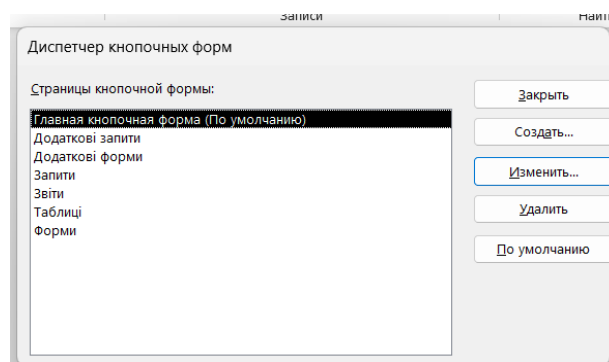 Записи
Диспетчер кнопочных форм
Страницы кнопочной формы:
Главная кнопочная форма (По умолчанию)
Додаткові запити
Додаткові форми
Запити
Звіти
Таблиці
Форми
Закрыть
Создать...
Изменить...
Удалить
По умолчанию